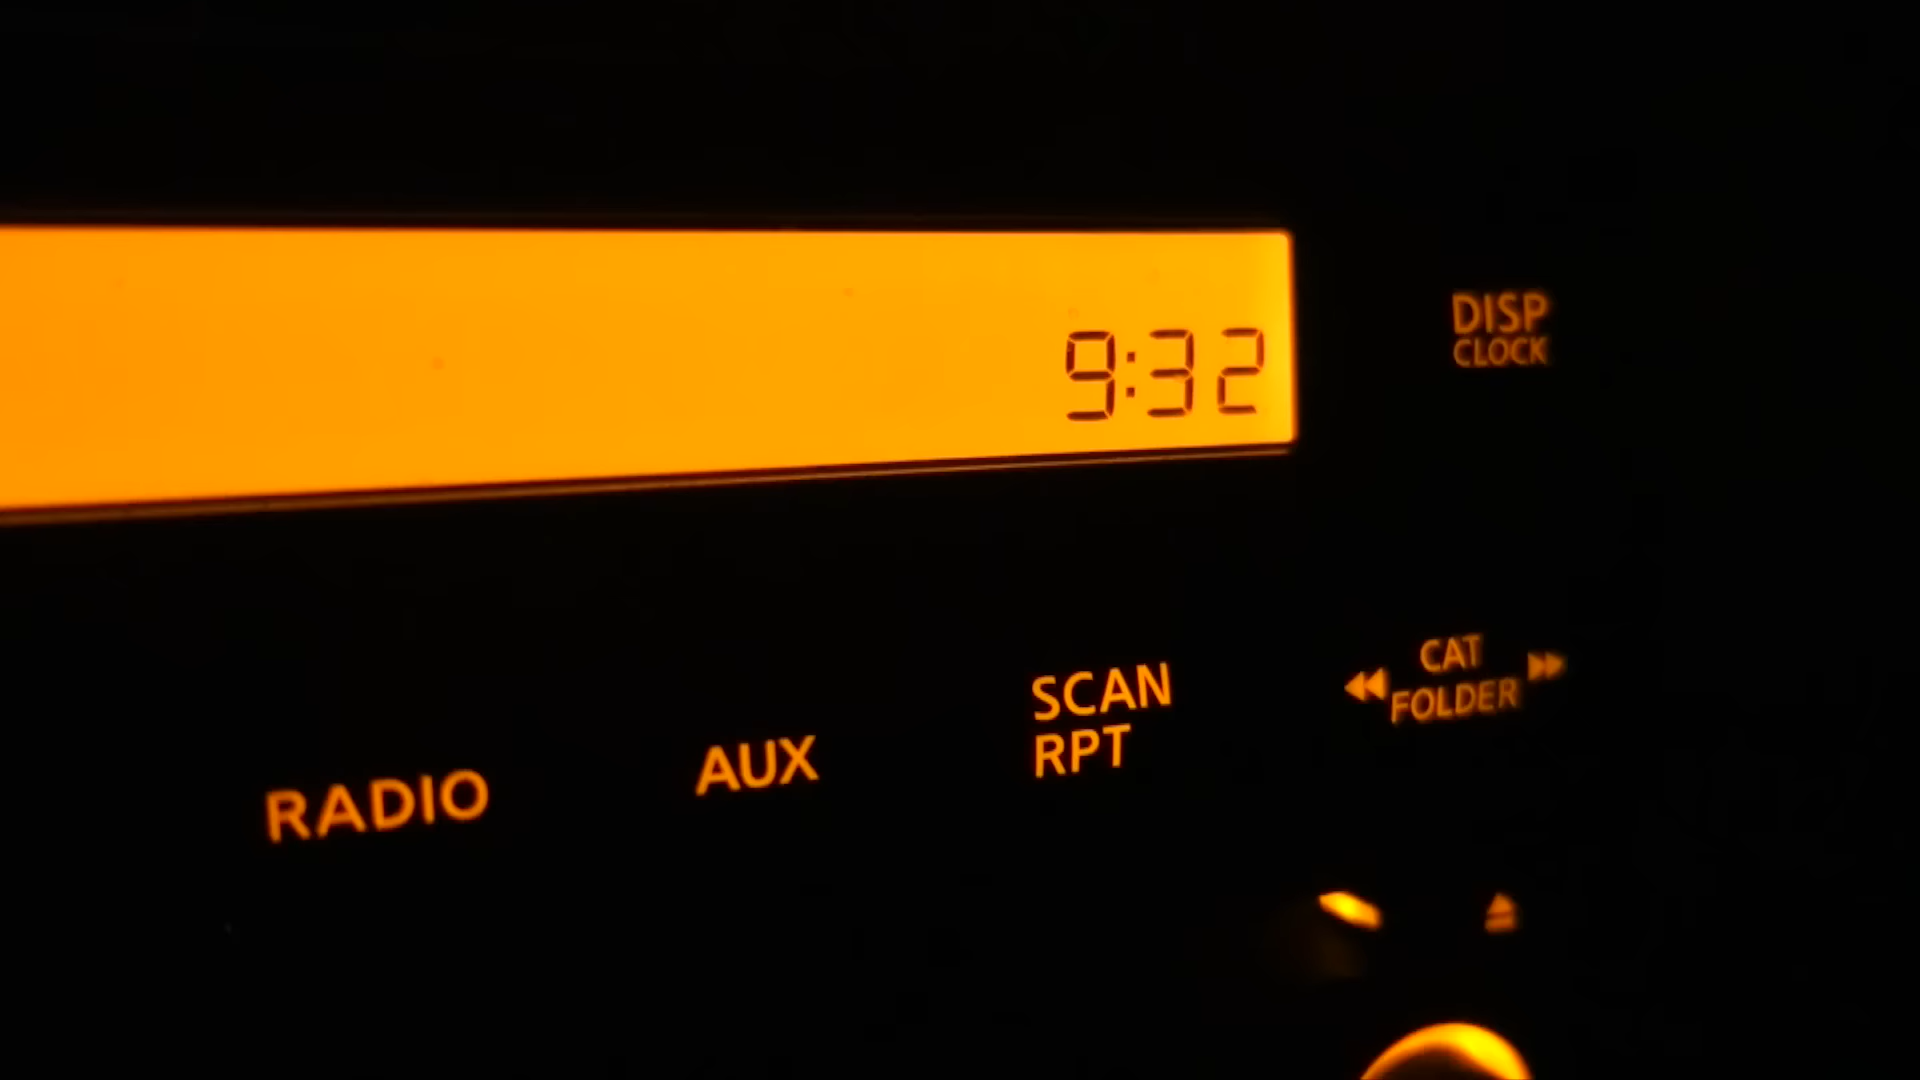 9:32
DISP
CLOCK
CAT
FOLDER
SCAN
RPT
AUX
RADIO